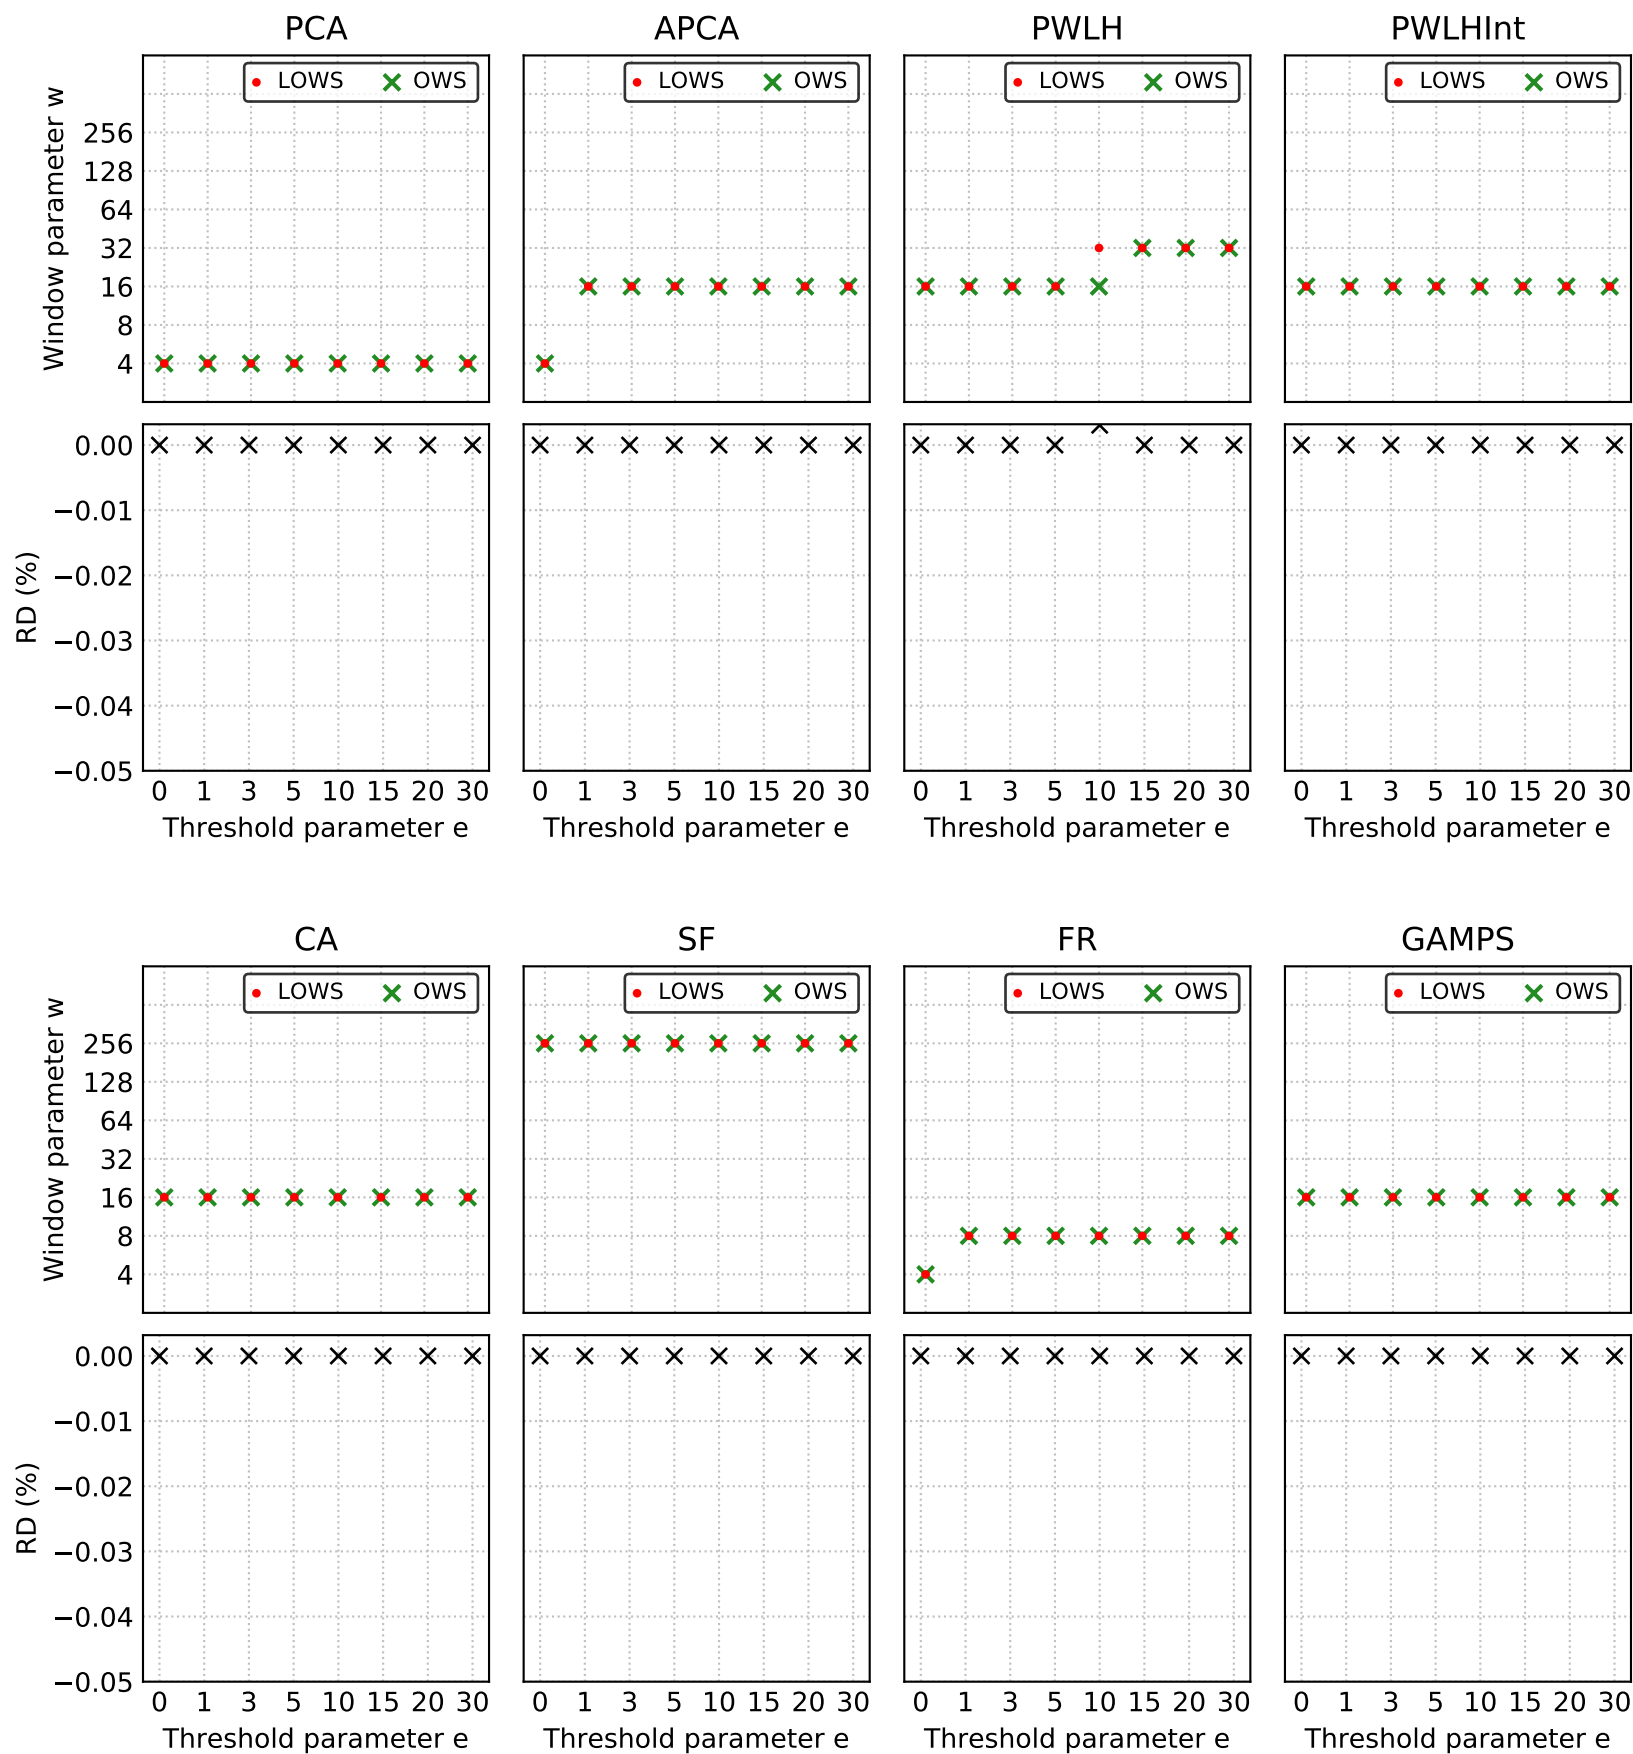 PCA APCA PWLH PWLHInt
LOWS OWS LOWS OWS LOWS OWS LOWS OWS
Window parameter w
256
128
64
32
16
8
4
RD (%)
0.00
−0.01
−0.02
−0.03
−0.04
−0.05
0 1 3 5 10 15 20 30 0 1 3 5 10 15 20 30 0 1 3 5 10 15 20 30 0 1 3 5 10 15 20 30
Threshold parameter e Threshold parameter e Threshold parameter e Threshold parameter e
CA SF FR GAMPS
LOWS OWS LOWS OWS LOWS OWS LOWS OWS
Window parameter w
256
128
64
32
16
8
4
RD (%)
0.00
−0.01
−0.02
−0.03
−0.04
−0.05
0 1 3 5 10 15 20 30 0 1 3 5 10 15 20 30 0 1 3 5 10 15 20 30 0 1 3 5 10 15 20 30
Threshold parameter e Threshold parameter e Threshold parameter e Threshold parameter e